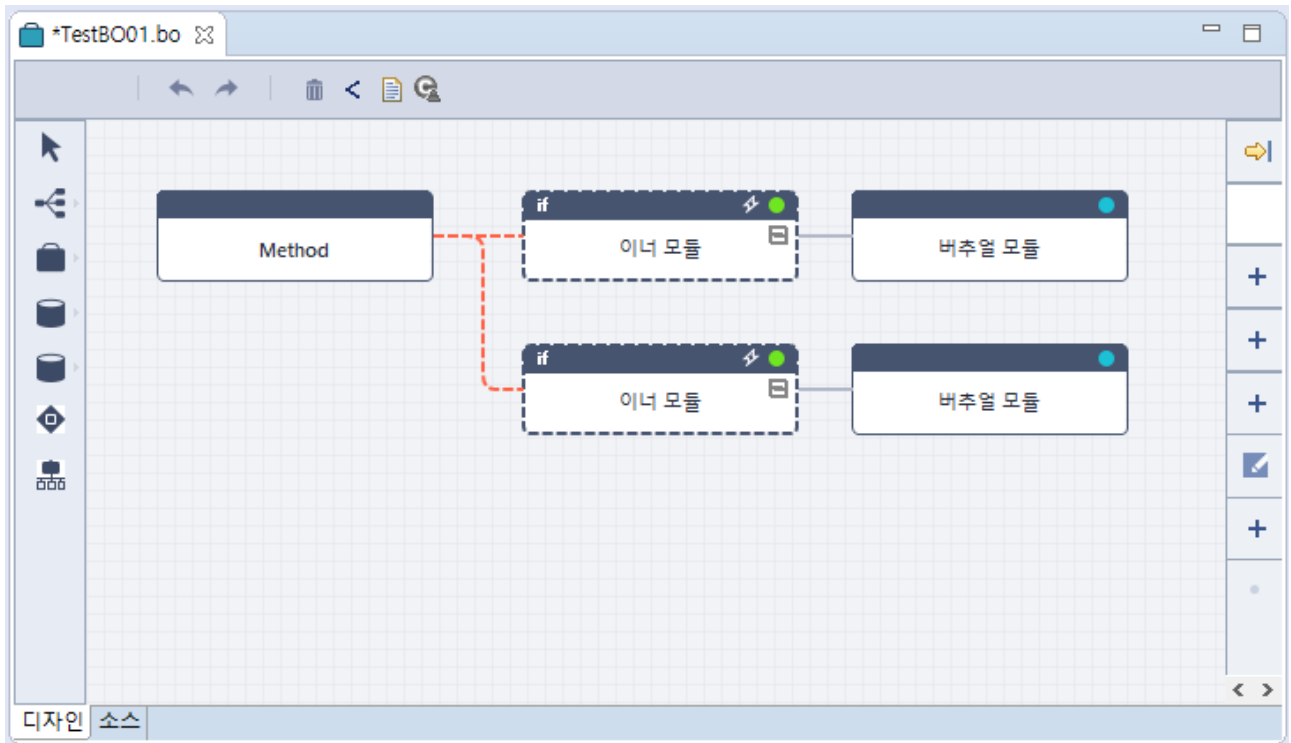 *TestBO01.bo
if
Method
이너 모듈
버추얼 모듈
if
이너 모듈
버추얼 모듈
디자인
소스